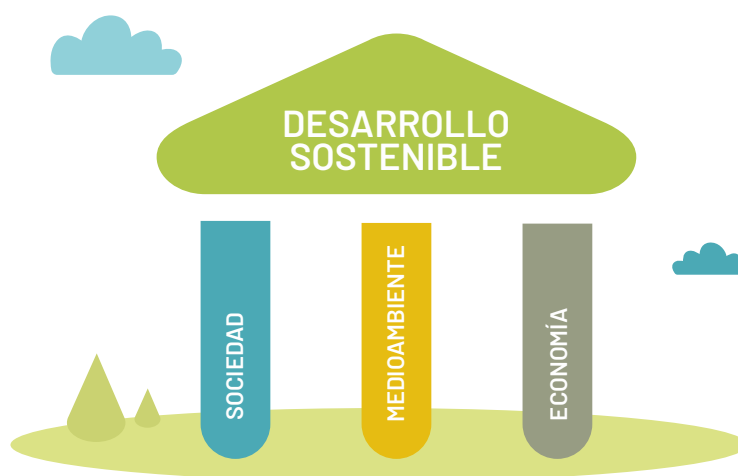 DESARROLLO
SOSTENIBLE
SOCIEDAD
MEDIOAMBIENTE
ECONOMÍA